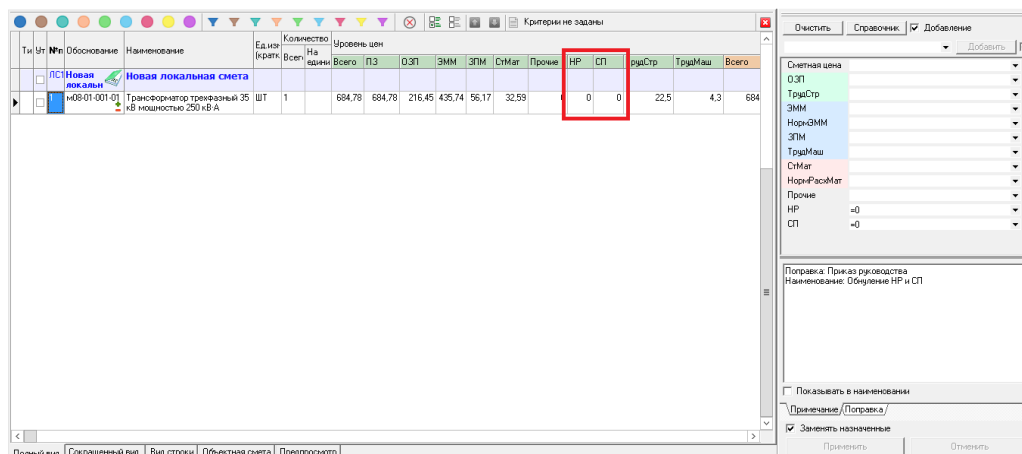 Критерии не заданы
Ти Ут №п Обоснование Наименование Ед.изм (кратк Количество Уровень цен
Всего На едини Всего ПЗ ОЗП ЭММ ЗПМ СтМат Прочие НР СП ТрудСтр ТрудМаш Всего
ЛС1 Новая локальн Новая локальная смета
1 м08-01-001-01 Трансформатор трехфазный 35 кВ мощностью 250 кВ·А ШТ 1 684,78 684,78 216,45 435,74 56,17 32,59 0 0 22,5 4,3 684
Полный вид Сокращенный вид Вид строки Объектная смета Предпросмотр
Очистить Справочник Добавление
Добавить
Сметная цена
ОЗП
ТрудСтр
ЭММ
НормЭММ
ЗПМ
ТрудМаш
СтМат
НормРасхМат
Прочие
НР =0
СП =0
Поправка: Приказ руководства
Наименование: Обнуление НР и СП
Показывать в наименовании
Примечание Поправка
Заменять назначенные
Применить Отменить